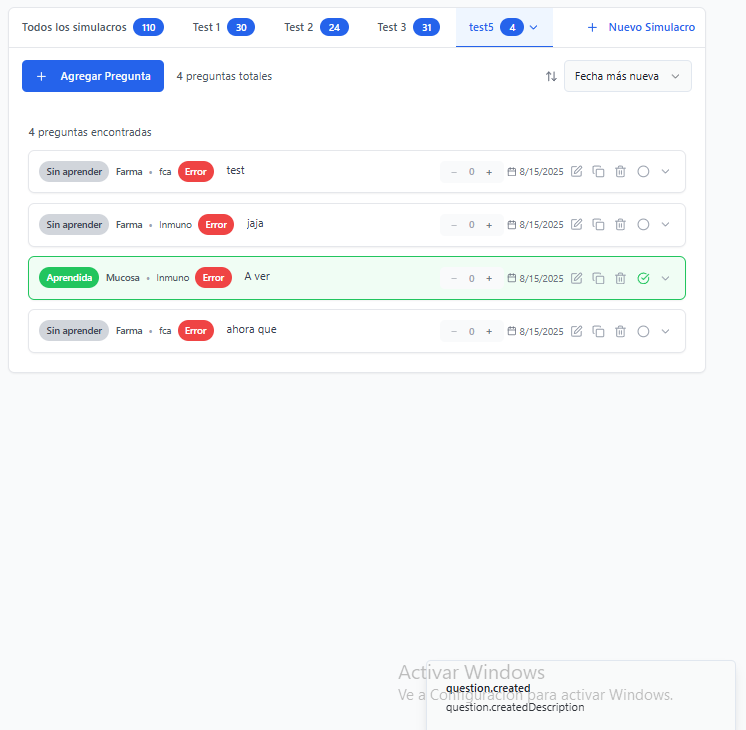 Todos los simulacros 110 Test 1 30 Test 2 24 Test 3 31 test5 4 + Nuevo Simulacro
+ Agregar Pregunta 4 preguntas totales Fecha más nueva
4 preguntas encontradas
Sin aprender Farma • fca Error test − 0 + 8/15/2025
Sin aprender Farma • Inmuno Error jaja − 0 + 8/15/2025
Aprendida Mucosa • Inmuno Error A ver − 0 + 8/15/2025
Sin aprender Farma • fca Error ahora que − 0 + 8/15/2025
Activar Windows
question.created
Ve a Configuración para activar Windows.
question.createdDescription